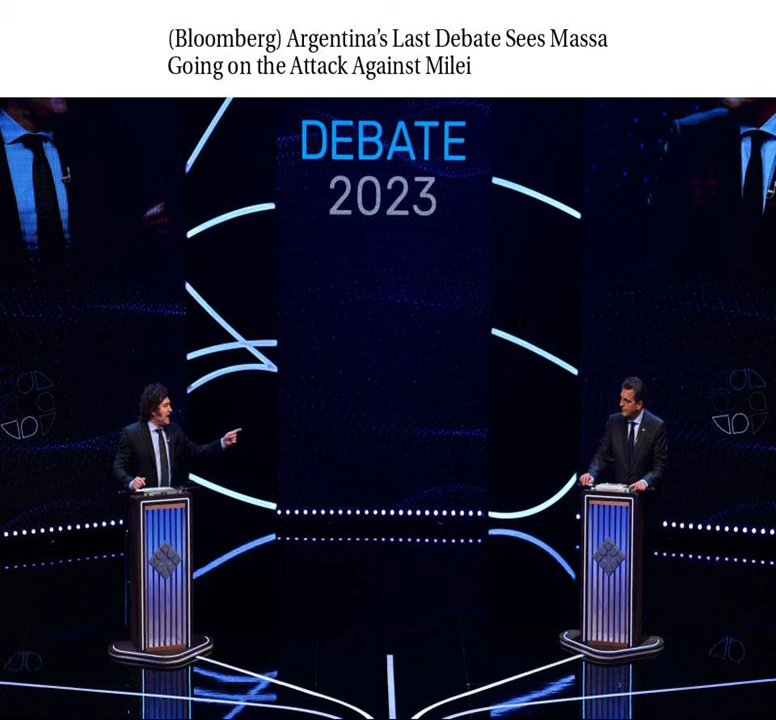 (Bloomberg) Argentina's Last Debate Sees Massa
Going on the Attack Against Milei
DEBATE
2023